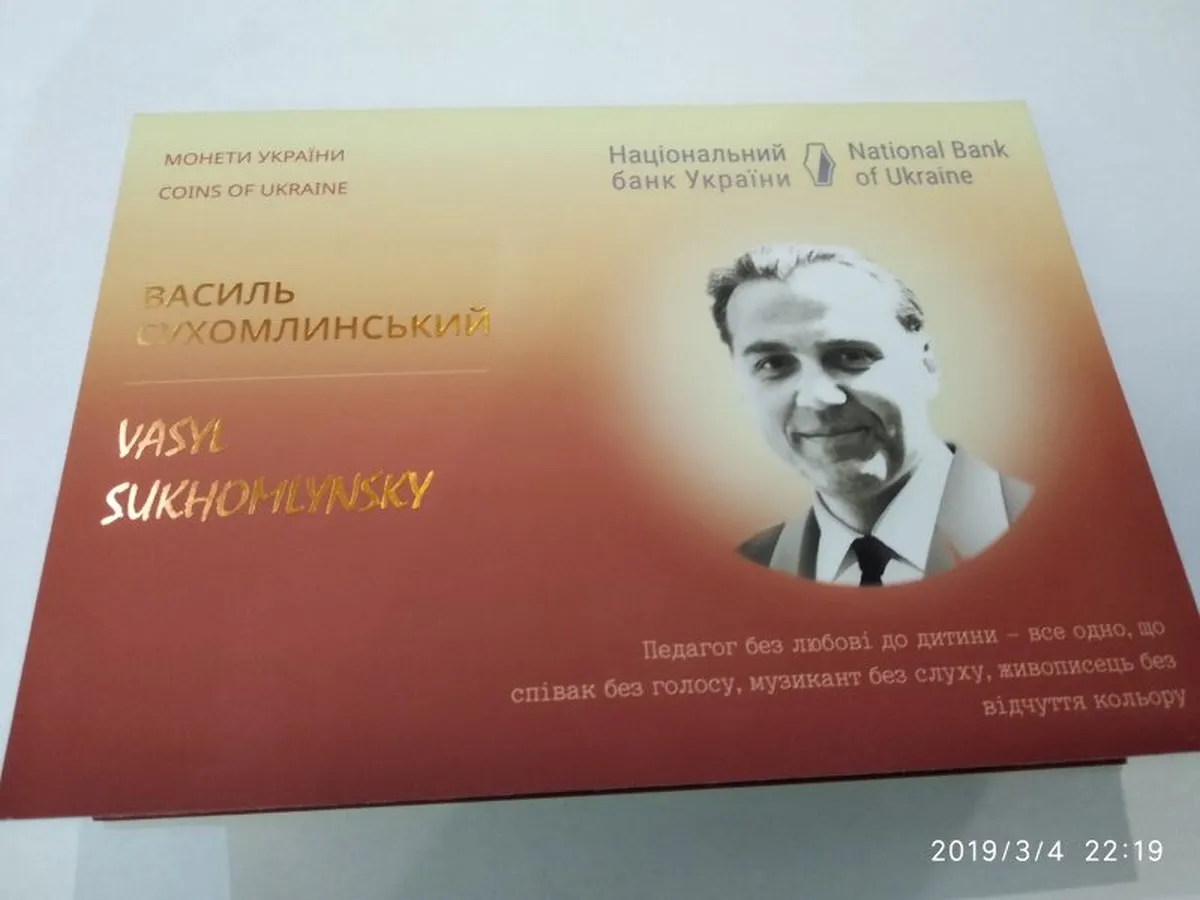 МОНЕТИ УКРАЇНИ
COINS OF UKRAINE
Національний
банк України
National Bank
of Ukraine
ВАСИЛЬ
СУХОМЛИНСЬКИЙ
VASYL
SUKHOMLYNSKY
Педагог без любові до дитини – все одно, що
співак без голосу, музикант без слуху, живописець без
відчуття кольору
2019/3/4 22:19